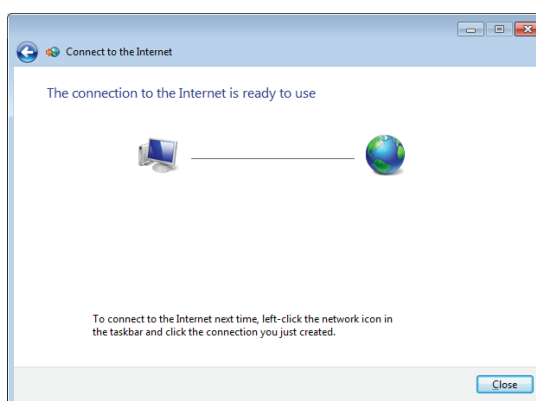 Connect to the Internet
The connection to the Internet is ready to use
To connect to the Internet next time, left-click the network icon in
the taskbar and click the connection you just created.
Close